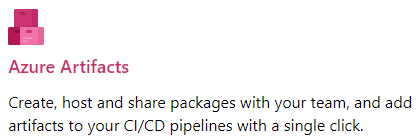 Azure Artifacts
Create, host and share packages with your team, and add
artifacts to your CI/CD pipelines with a single click.